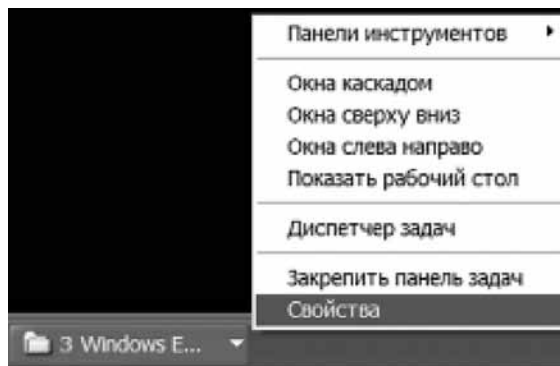 Панели инструментов
Окна каскадом
Окна сверху вниз
Окна слева направо
Показать рабочий стол
Диспетчер задач
Закрепить панель задач
Свойства
3 Windows E...